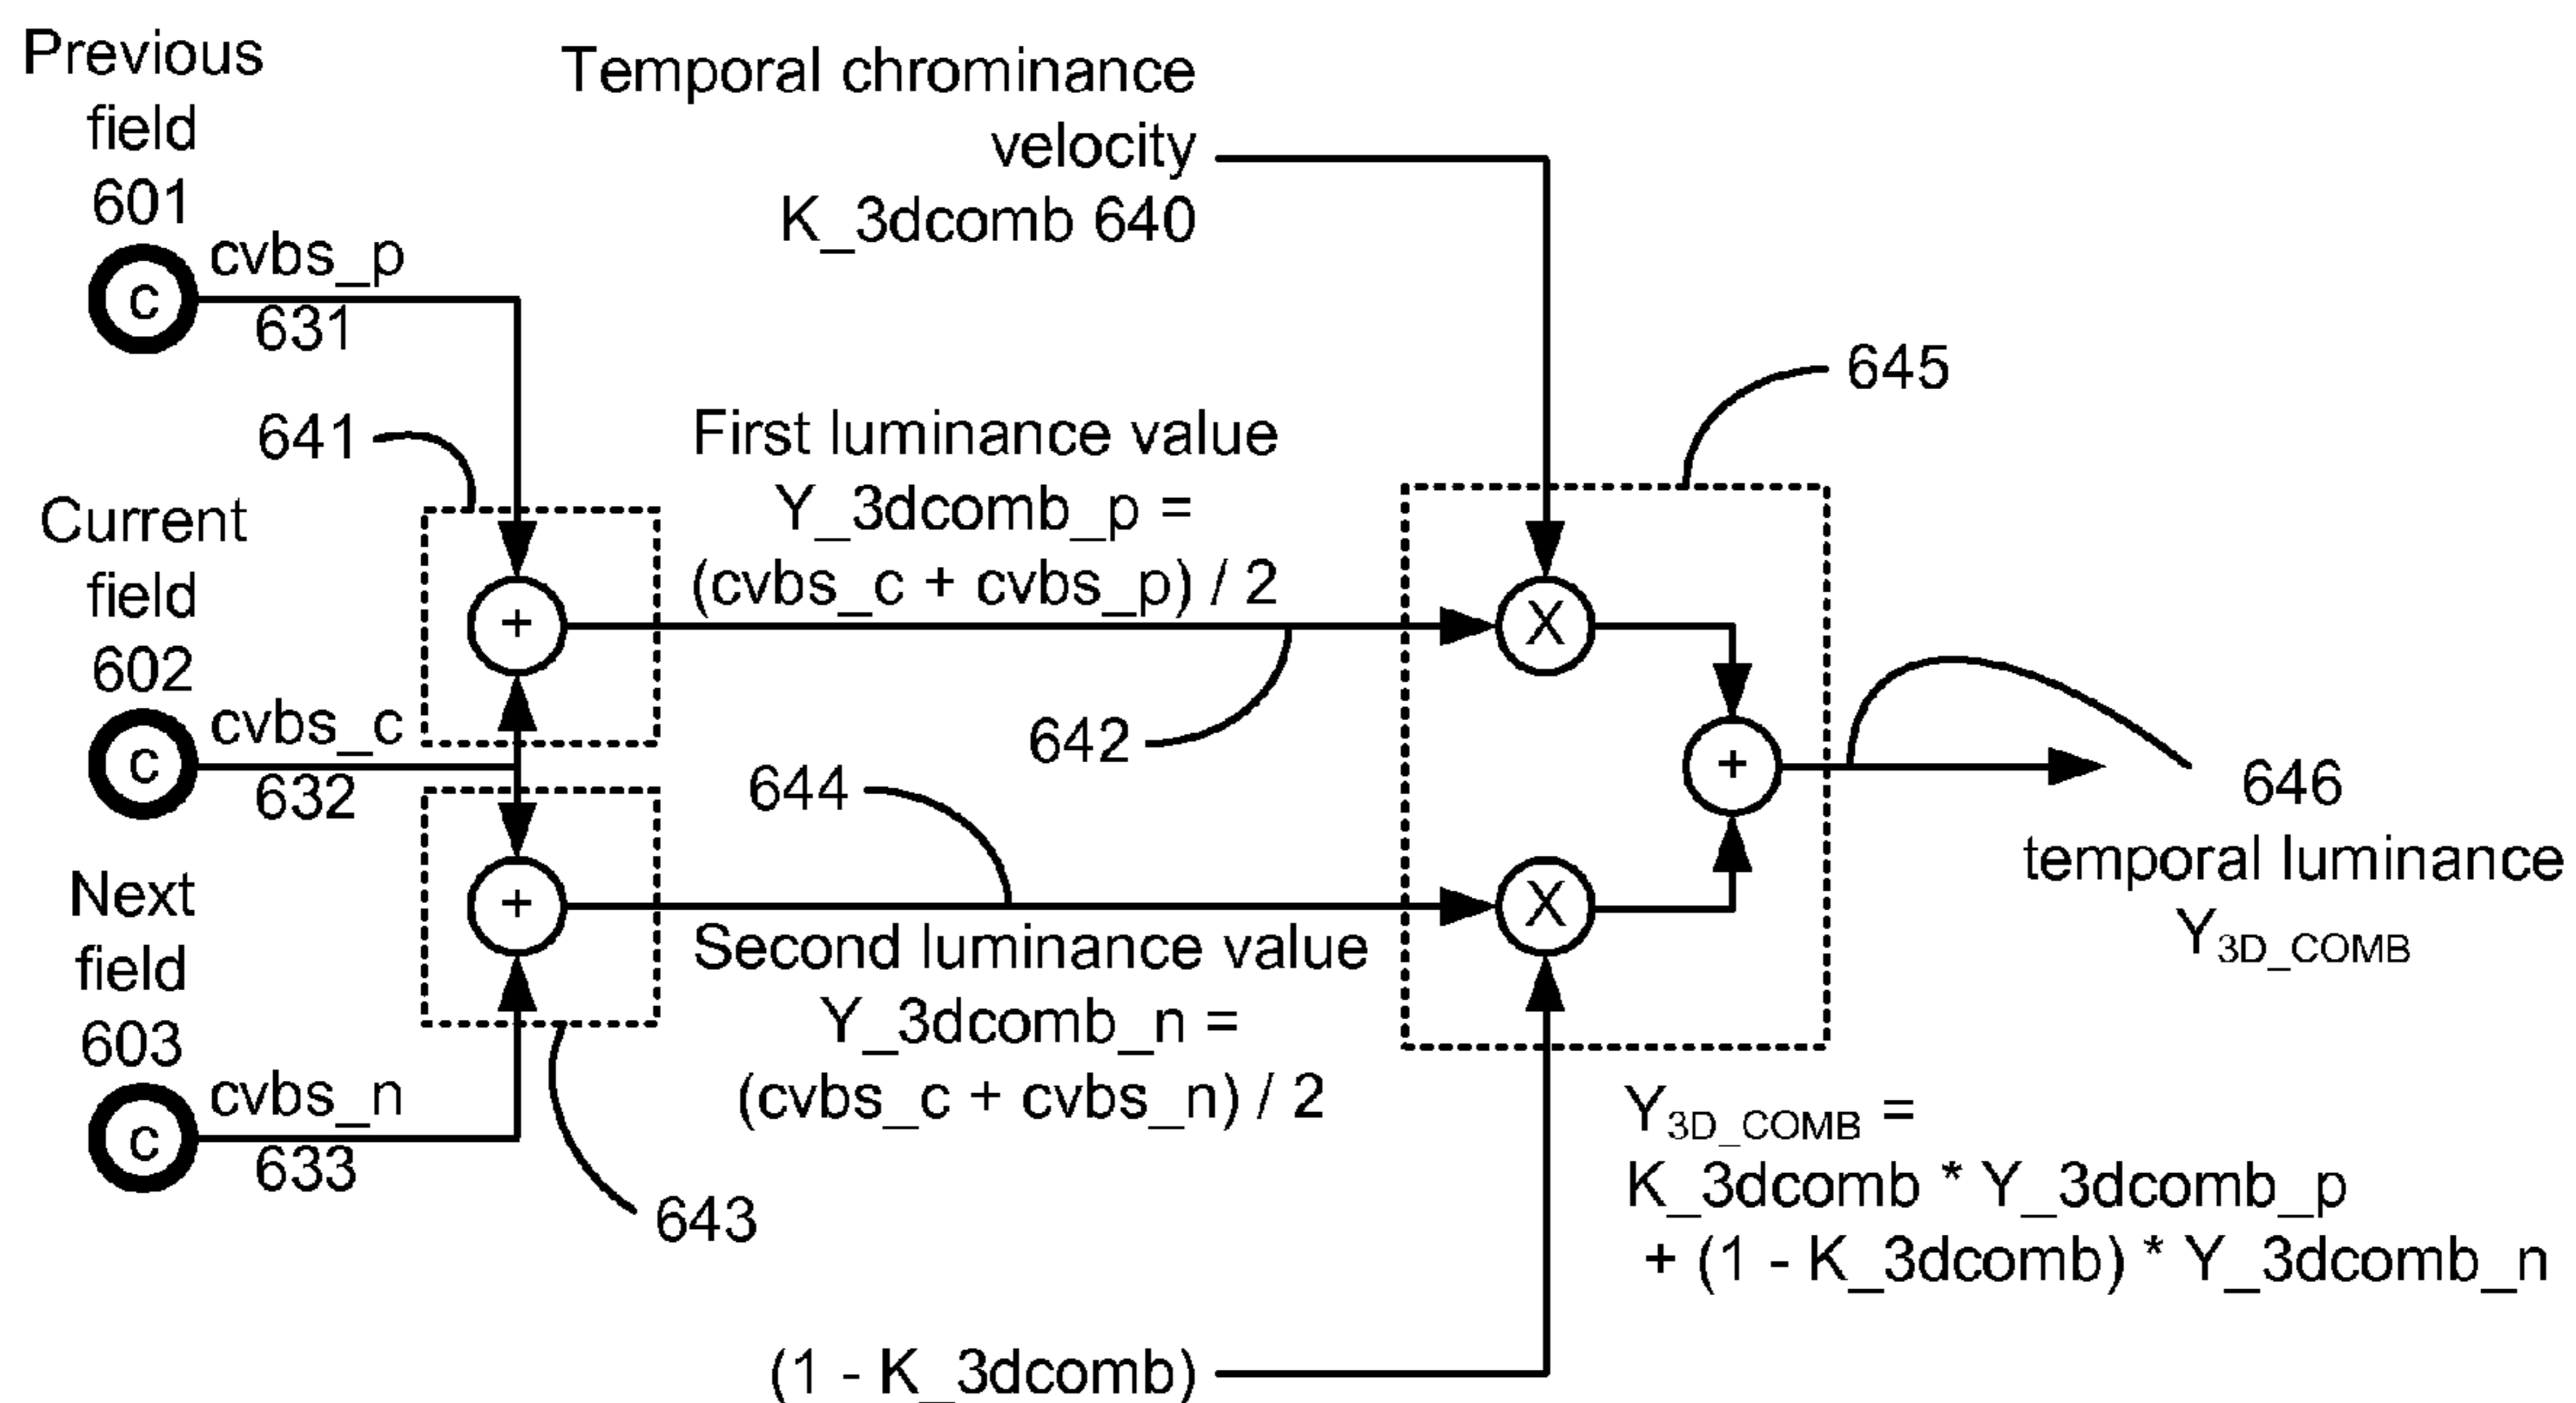 Previous
field
601
c
cvbs_p
631
Temporal chrominance
velocity
K_3dcomb 640
645
641
First luminance value
Y_3dcomb_p =
(cvbs_c + cvbs_p) / 2
Current
field
602
c
cvbs_c
632
+
X
642
644
+
646
temporal luminance
Y3D_COMB
Next
field
603
c
cvbs_n
633
+
X
Second luminance value
Y_3dcomb_n =
(cvbs_c + cvbs_n) / 2
643
Y3D_COMB =
K_3dcomb * Y_3dcomb_p
+ (1 - K_3dcomb) * Y_3dcomb_n
(1 - K_3dcomb)